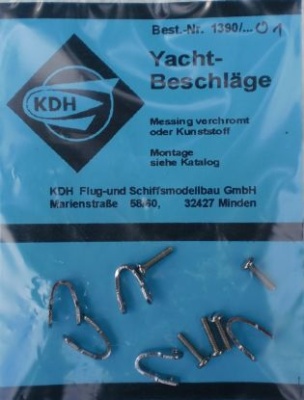 Best.-Nr. 1390/... 01
Yacht-
Beschläge
KDH
Messing verchromt
oder Kunststoff
Montage
siehe Katalog
KDH Flug-und Schiffsmodellbau GmbH
Marienstraße 58/60, 32427 Minden